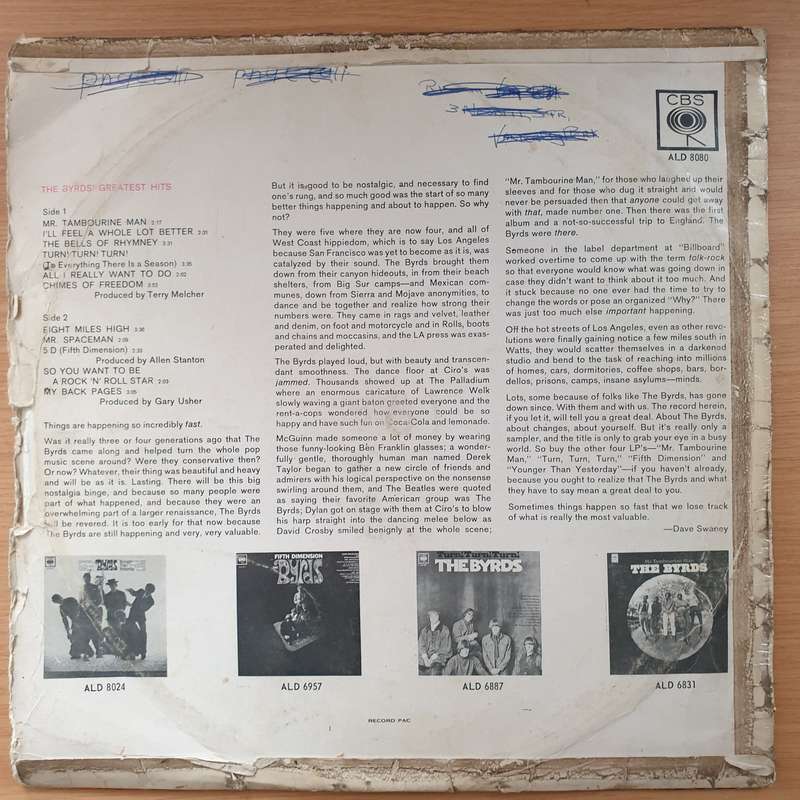 CBS
ALD 8080
THE BYRDS' GREATEST HITS
Side 1
MR. TAMBOURINE MAN 2:17
I'LL FEEL A WHOLE LOT BETTER 2:31
THE BELLS OF RHYMNEY 3:31
TURN! TURN! TURN!
(To Everything There Is a Season) 3:35
ALL I REALLY WANT TO DO 2:02
CHIMES OF FREEDOM 3:53
Produced by Terry Melcher
Side 2
EIGHT MILES HIGH 3:36
MR. SPACEMAN 2:09
5 D (Fifth Dimension) 2:33
Produced by Allen Stanton
SO YOU WANT TO BE
A ROCK 'N' ROLL STAR 2:03
MY BACK PAGES 3:05
Produced by Gary Usher
Things are happening so incredibly fast.
Was it really three or four generations ago that The
Byrds came along and helped turn the whole pop
music scene around? Were they conservative then?
Or now? Whatever, their thing was beautiful and heavy
and will be as it is. Lasting. There will be this big
nostalgia binge, and because so many people were
part of what happened, and because they were an
overwhelming part of a larger renaissance, The Byrds
will be revered. It is too early for that now because
The Byrds are still happening and very, very valuable.
But it is good to be nostalgic, and necessary to find
one's rung, and so much good was the start of so many
better things happening and about to happen. So why
not?
They were five where they are now four, and all of
West Coast hippiedom, which is to say Los Angeles
because San Francisco was yet to become as it is, was
catalyzed by their sound. The Byrds brought them
down from their canyon hideouts, in from their beach
shelters, from Big Sur camps—and Mexican com-
munes, down from Sierra and Mojave anonymities, to
dance and be together and realize how strong their
numbers were. They came in rags and velvet, leather
and denim, on foot and motorcycle and in Rolls, boots
and chains and moccasins, and the LA press was exas-
perated and delighted.
The Byrds played loud, but with beauty and transcen-
dant smoothness. The dance floor at Ciro's was
jammed. Thousands showed up at The Palladium
where an enormous caricature of Lawrence Welk
slowly waving a giant baton greeted everyone and the
rent-a-cops wondered how everyone could be so
happy and have such fun on Coca-Cola and lemonade.
McGuinn made someone a lot of money by wearing
those funny-looking Ben Franklin glasses; a wonder-
fully gentle, thoroughly human man named Derek
Taylor began to gather a new circle of friends and
admirers with his logical perspective on the nonsense
swirling around them, and The Beatles were quoted
as saying their favorite American group was The
Byrds; Dylan got on stage with them at Ciro's to blow
his harp straight into the dancing melee below as
David Crosby smiled benignly at the whole scene;
"Mr. Tambourine Man," for those who laughed up their
sleeves and for those who dug it straight and would
never be persuaded then that anyone could get away
with that, made number one. Then there was the first
album and a not-so-successful trip to England. The
Byrds were there.
Someone in the label department at "Billboard"
worked overtime to come up with the term folk-rock
so that everyone would know what was going down in
case they didn't want to think about it too much. And
it stuck because no one ever had the time to try to
change the words or pose an organized "Why?" There
was just too much else important happening.
Off the hot streets of Los Angeles, even as other revo-
lutions were finally gaining notice a few miles south in
Watts, they would scatter themselves in a darkened
studio and bend to the task of reaching into millions
of homes, cars, dormitories, coffee shops, bars, bor-
dellos, prisons, camps, insane asylums—minds.
Lots, some because of folks like The Byrds, has gone
down since. With them and with us. The record herein,
if you let it, will tell you a great deal. About The Byrds,
about changes, about yourself. But it's really only a
sampler, and the title is only to grab your eye in a busy
world. So buy the other four LP's—"Mr. Tambourine
Man," "Turn, Turn, Turn," "Fifth Dimension" and
"Younger Than Yesterday"—if you haven't already,
because you ought to realize that The Byrds and what
they have to say mean a great deal to you.
Sometimes things happen so fast that we lose track
of what is really the most valuable.
—Dave Swaney
BYRDS
FIFTH DIMENSION
BYRDS
Turn! Turn! Turn!
THE BYRDS
Mr. Tambourine Man
THE BYRDS
ALD 8024
ALD 6957
ALD 6887
ALD 6831
RECORD PAC